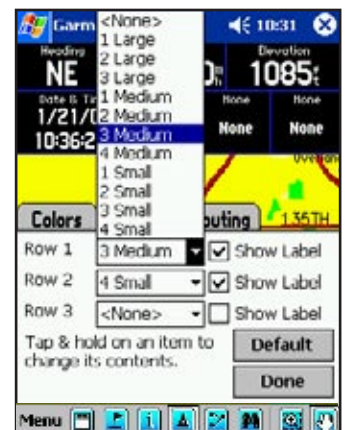 Garm
10:31
<None>
1 Large
2 Large
3 Large
1 Medium
2 Medium
3 Medium
4 Medium
1 Small
2 Small
3 Small
4 Small
Heading
NE
1085
Date & Ti
None
None
1/21/0
None
None
10:36:2
Colors
outing
Row 1 3 Medium Show Label
Row 2 4 Small Show Label
Row 3 <None> Show Label
Tap & hold on an item to
change its contents.
Default
Done
Menu